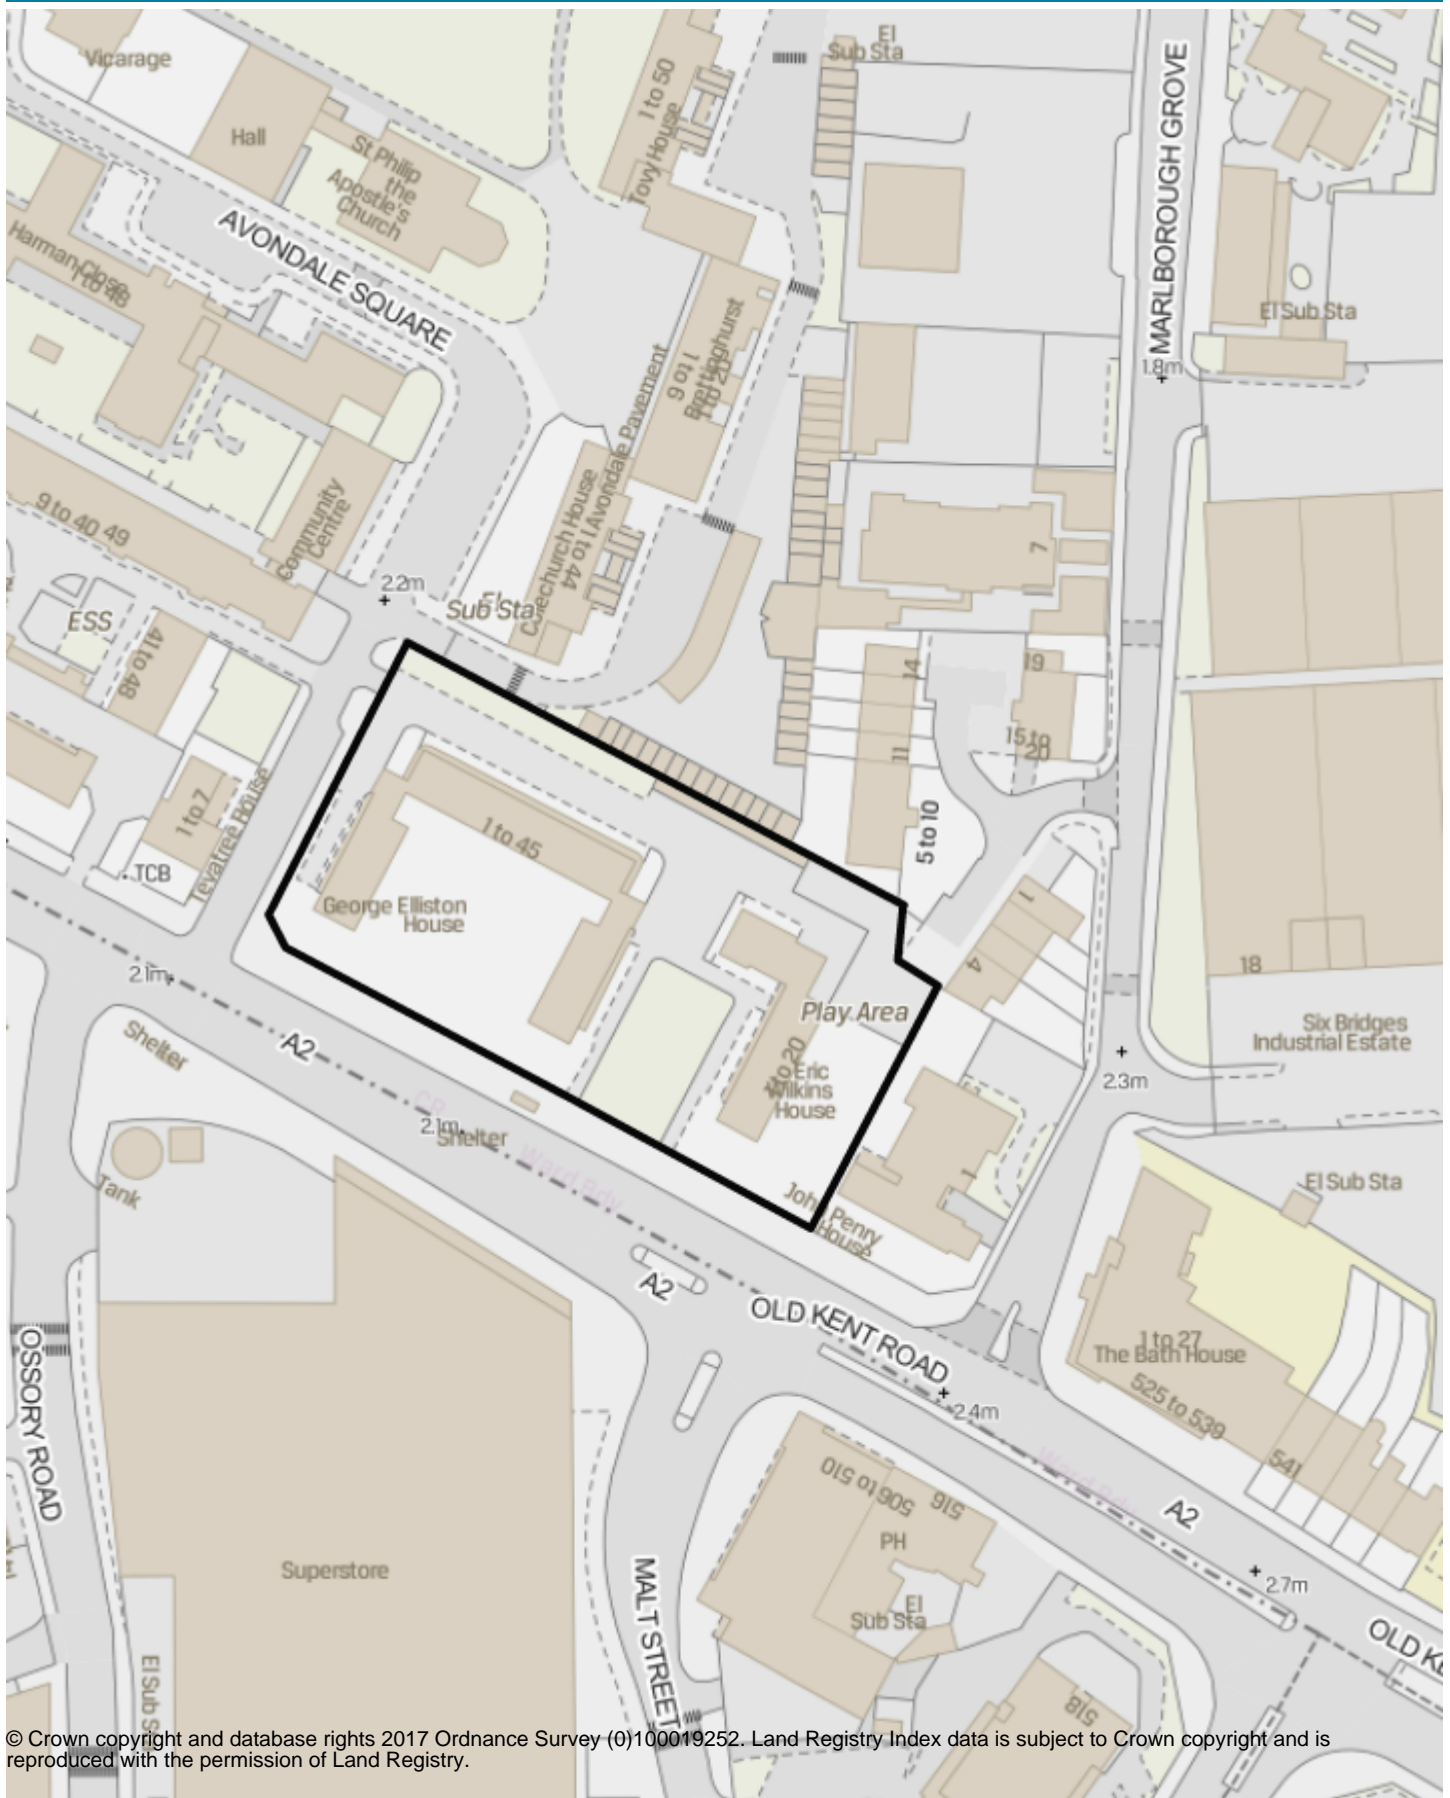 Vicarage
Hall
St Philip
the
Apostle's
Church
El
Sub Sta
1 to 50
Tovy House
MARLBOROUGH GROVE
AVONDALE SQUARE
Harman Close
1 to 48
El Sub Sta
1.8m
1 to 6
Brettinghurst
1 to 20
Avondale Pavement
9 to 40 49
Community
Centre
Colechurch House
1 to 44
7
2.2m
El
Sub Sta
ESS
41 to 48
14
19
11
15 to
20
1 to 7
Tevatree House
TCB
1 to 45
5 to 10
George Elliston
House
1
4
18
2.1m
Play Area
Six Bridges
Industrial Estate
Shelter
A2
1 to 20
Eric
Wilkins
House
2.3m
CR
2.1m
Shelter
Ward Bdy
Tank
1
El Sub Sta
John Penry
House
A2
OLD KENT ROAD
1 to 27
The Bath House
525 to 539
2.4m
541
OSSORY ROAD
506 to 510
516
Ward Bdy
A2
PH
Superstore
2.7m
El
Sub Sta
MALT STREET
OLD KE
El Sub S
518
© Crown copyright and database rights 2017 Ordnance Survey (0)100019252. Land Registry Index data is subject to Crown copyright and is
reproduced with the permission of Land Registry.